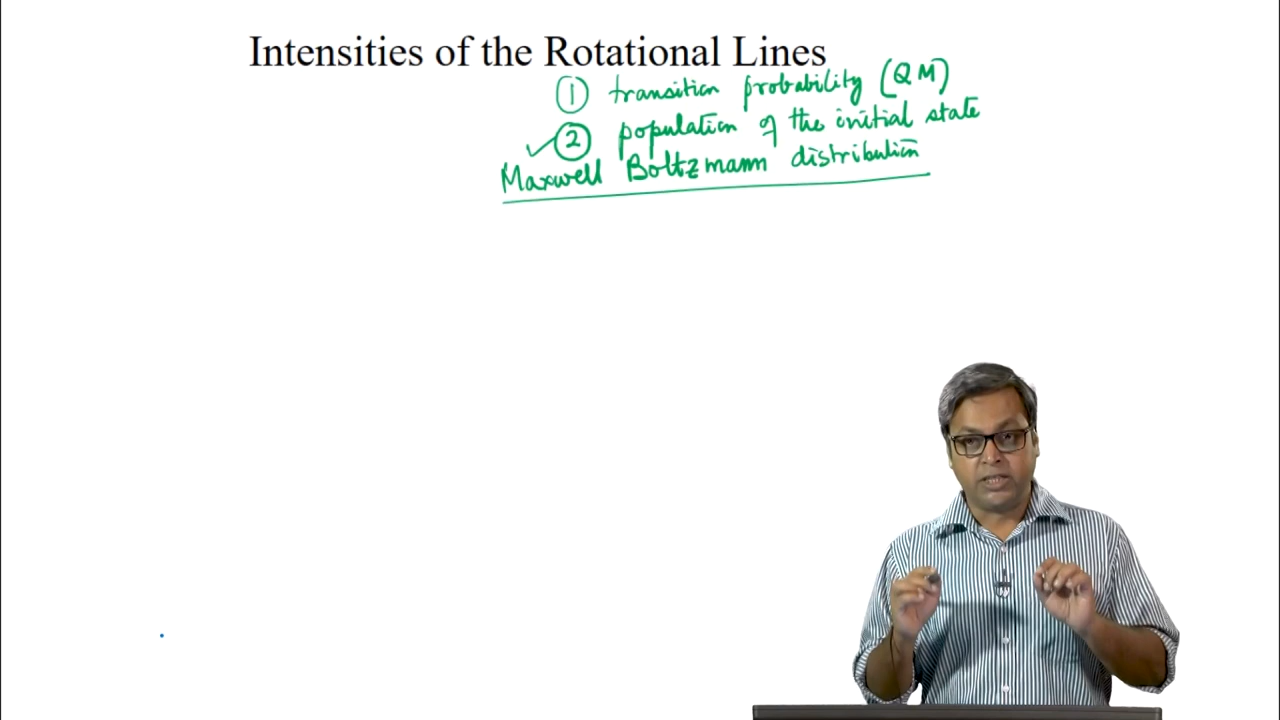 Intensities of the Rotational Lines
① transition probability (QM)
✓② population of the initial state
Maxwell Boltzmann distribution